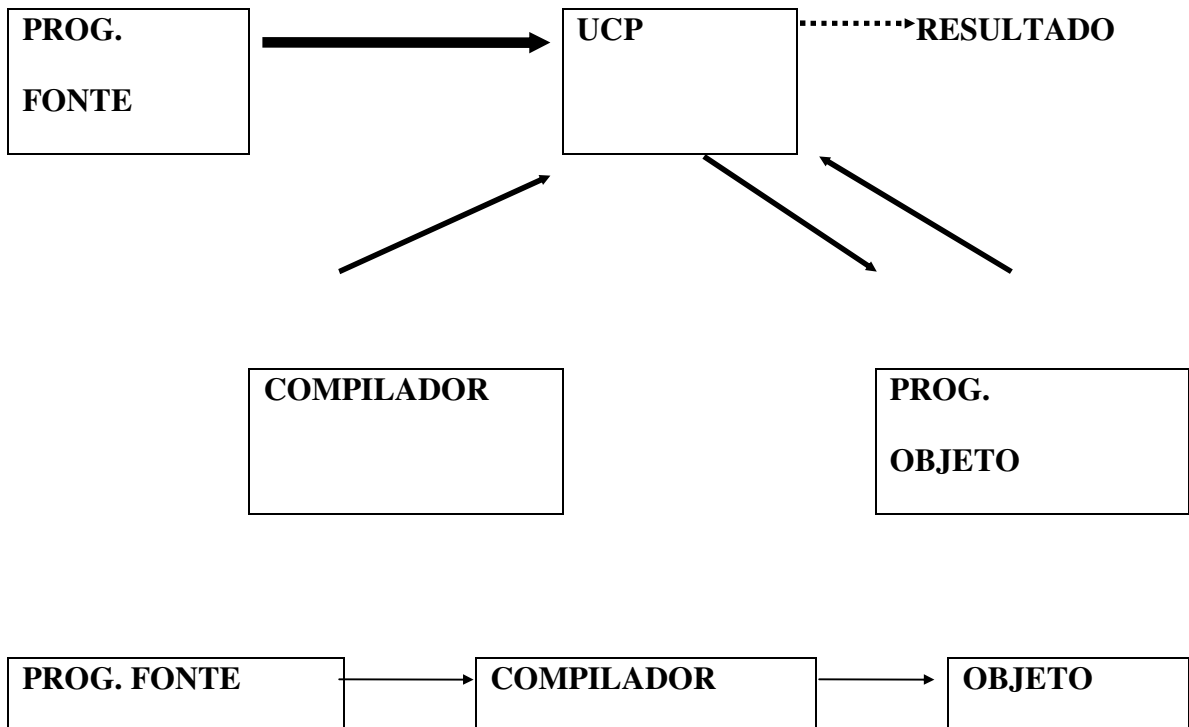 PROG.
FONTE
UCP
RESULTADO
COMPILADOR
PROG.
OBJETO
PROG. FONTE
COMPILADOR
OBJETO